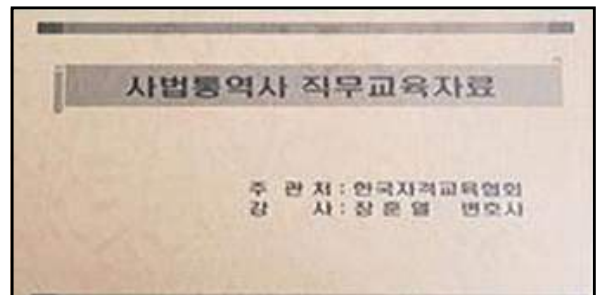 사법통역사 직무교육자료
주 관 처 : 한국자격교육협회
강 사 : 장 훈 열 변호사